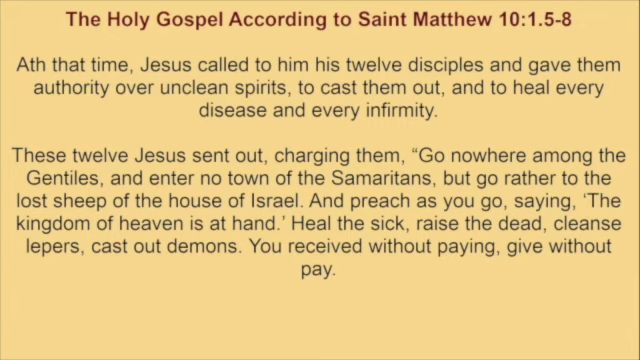 The Holy Gospel According to Saint Matthew 10:1.5-8
Ath that time, Jesus called to him his twelve disciples and gave them
authority over unclean spirits, to cast them out, and to heal every
disease and every infirmity.
These twelve Jesus sent out, charging them, “Go nowhere among the
Gentiles, and enter no town of the Samaritans, but go rather to the
lost sheep of the house of Israel. And preach as you go, saying, ‘The
kingdom of heaven is at hand.’ Heal the sick, raise the dead, cleanse
lepers, cast out demons. You received without paying, give without
pay.